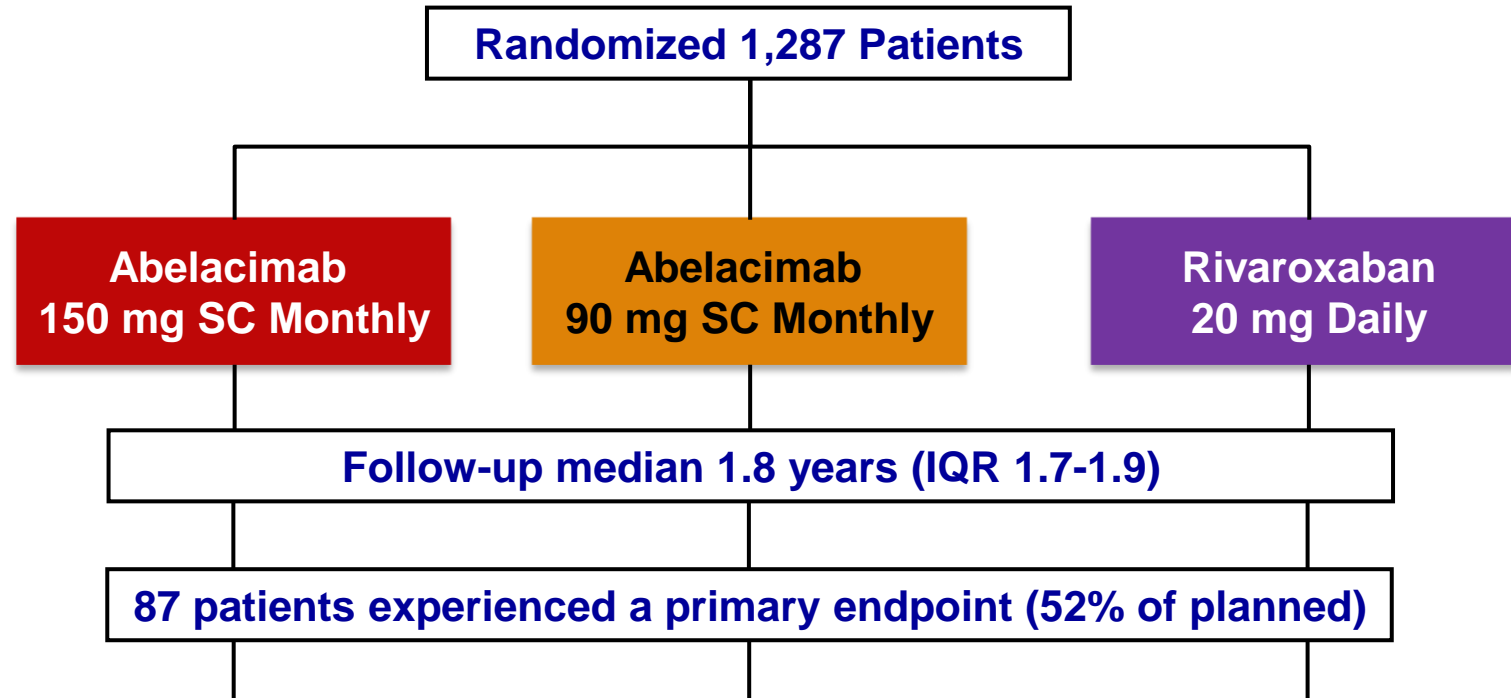 Randomized 1,287 Patients
Abelacimab
150 mg SC Monthly
Abelacimab
90 mg SC Monthly
Rivaroxaban
20 mg Daily
Follow-up median 1.8 years (IQR 1.7-1.9)
87 patients experienced a primary endpoint (52% of planned)